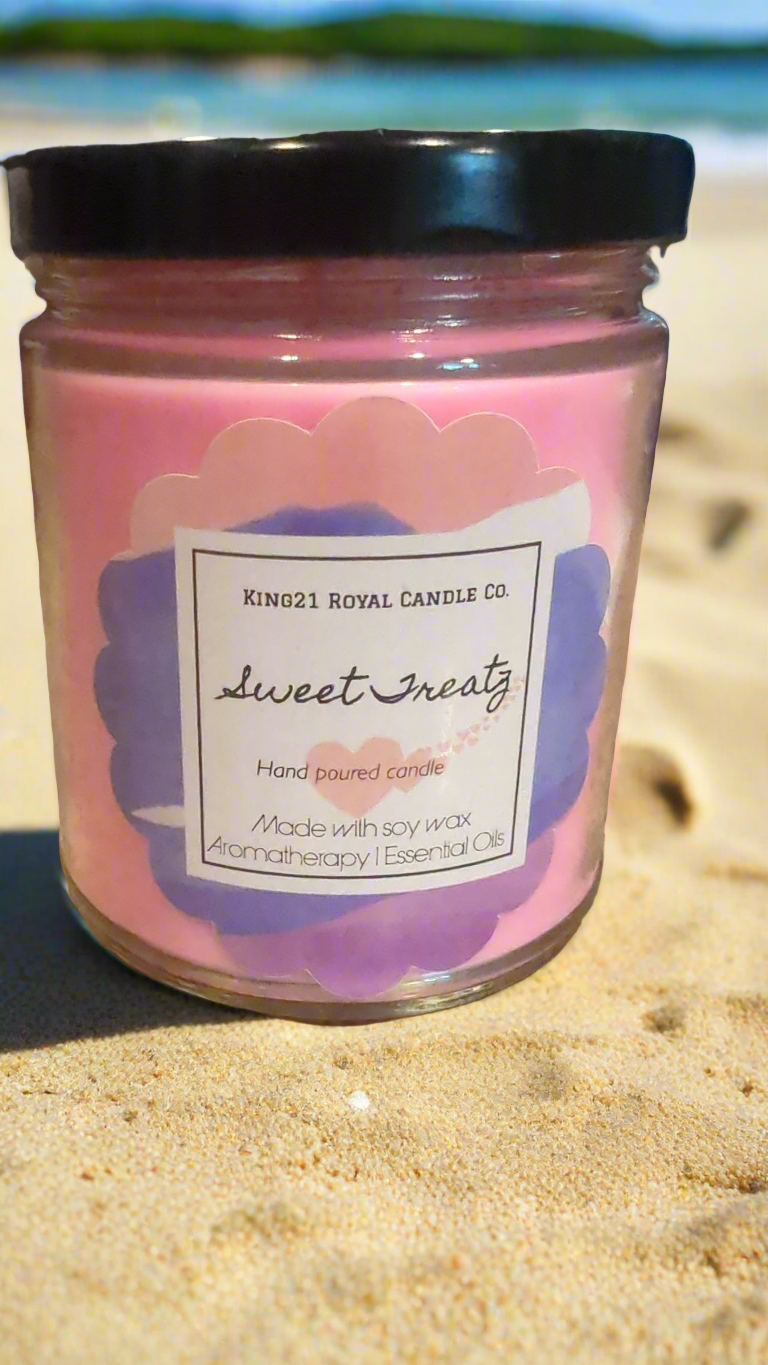 King21 Royal Candle Co.
Sweet Treatz
Hand poured candle
Made with soy wax
Aromatherapy | Essential Oils